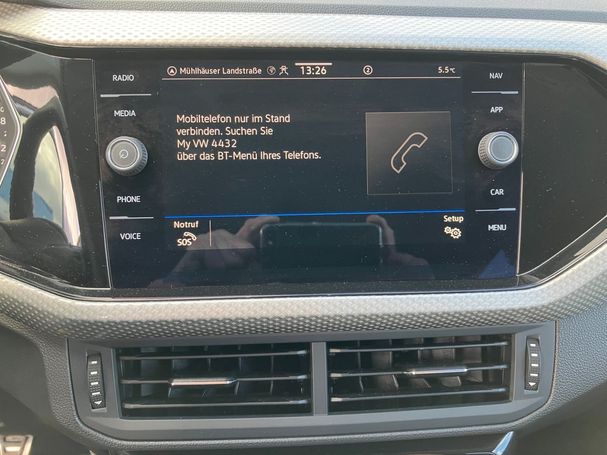 RADIO
MEDIA
PHONE
VOICE
Mühlhäuser Landstraße 13:26 2 5.5°C
Mobiltelefon nur im Stand
verbinden. Suchen Sie
My VW 4432
über das BT-Menü Ihres Telefons.
Notruf
SOS
Setup
NAV
APP
CAR
MENU